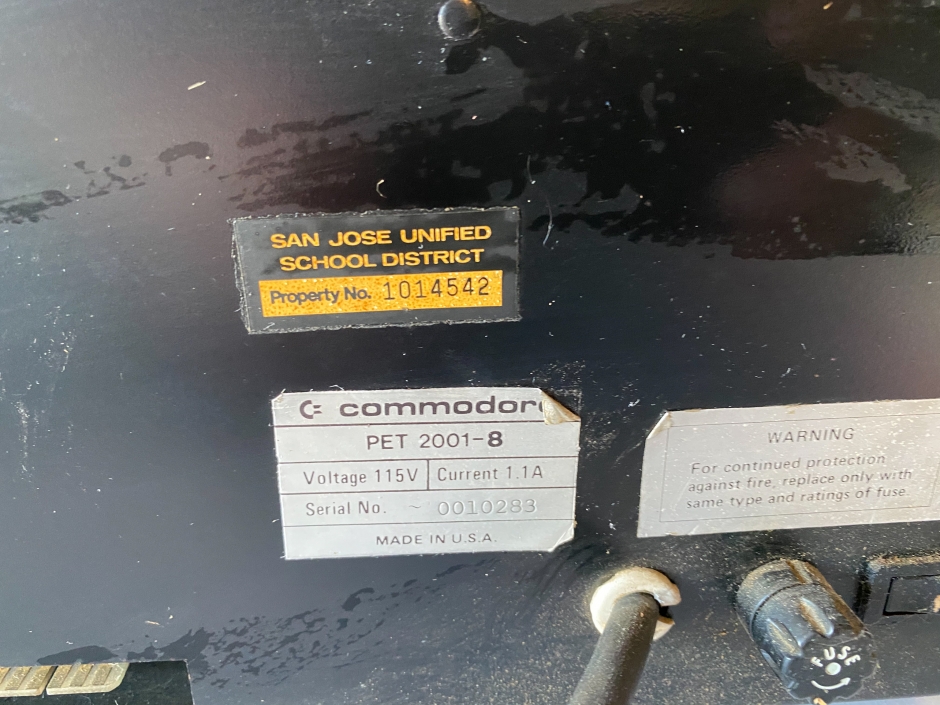 SAN JOSE UNIFIED
SCHOOL DISTRICT
Property No. 1014542
commodore
PET 2001-8
Voltage 115V Current 1.1A
Serial No. ~ 0010283
MADE IN U.S.A.
WARNING
For continued protection
against fire, replace only with
same type and ratings of fuse.
FUSE